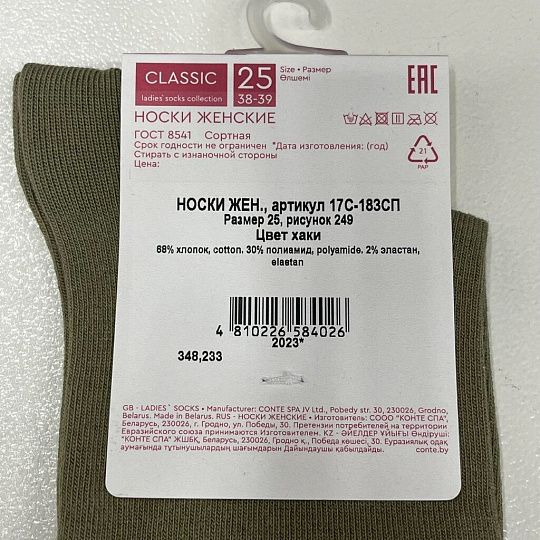 CLASSIC
ladies' socks collection
25
38-39
Size • Размер
Өлшемі
EAC
НОСКИ ЖЕНСКИЕ
ГОСТ 8541 Сортная
Срок годности не ограничен *Дата изготовления: (год)
Стирать с изнаночной стороны
Цена:
21
PAP
НОСКИ ЖЕН., артикул 17С-183СП
Размер 25, рисунок 249
Цвет хаки
68% хлопок, cotton. 30% полиамид, polyamide. 2% эластан,
elastan
4 810226 584026
2023*
348,233
GB - LADIES` SOCKS • Manufacturer: CONTE SPA JV Ltd., Pobedy str. 30, 230026, Grodno,
Belarus. Made in Belarus. RUS - НОСКИ ЖЕНСКИЕ • Изготовитель: СООО "КОНТЕ СПА",
Беларусь, 230026, г. Гродно, ул. Победы, 30. Претензии потребителей на территории
Евразийского союза принимаются Изготовителем. KZ - ӘЙЕЛДЕР ҰЙЫҒЫ Өндіруші:
"КОНТЕ СПА" ЖШБК, Беларусь, 230026, Гродно қ., Победа көшесі, 30. Еуразиялық одақ
аумағында тұтынушылардың шағымдарын Дайындаушы қабылдайды. conte.by